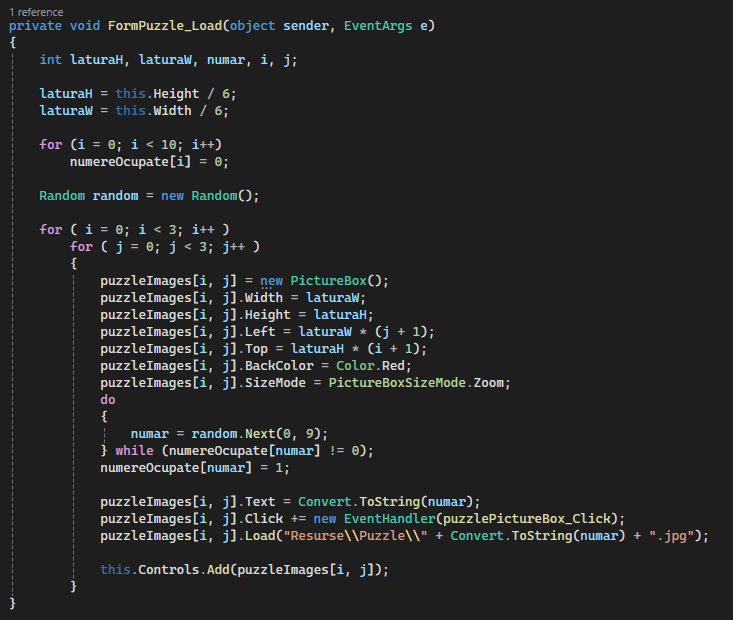 1 reference
private void FormPuzzle_Load(object sender, EventArgs e)
{
int laturaH, laturaW, numar, i, j;
laturaH = this.Height / 6;
laturaW = this.Width / 6;
for (i = 0; i < 10; i++)
numereOcupate[i] = 0;
Random random = new Random();
for ( i = 0; i < 3; i++ )
for ( j = 0; j < 3; j++ )
{
puzzleImages[i, j] = new PictureBox();
puzzleImages[i, j].Width = laturaW;
puzzleImages[i, j].Height = laturaH;
puzzleImages[i, j].Left = laturaW * (j + 1);
puzzleImages[i, j].Top = laturaH * (i + 1);
puzzleImages[i, j].BackColor = Color.Red;
puzzleImages[i, j].SizeMode = PictureBoxSizeMode.Zoom;
do
{
numar = random.Next(0, 9);
} while (numereOcupate[numar] != 0);
numereOcupate[numar] = 1;
puzzleImages[i, j].Text = Convert.ToString(numar);
puzzleImages[i, j].Click += new EventHandler(puzzlePictureBox_Click);
puzzleImages[i, j].Load("Resurse\\Puzzle\\" + Convert.ToString(numar) + ".jpg");
this.Controls.Add(puzzleImages[i, j]);
}
}